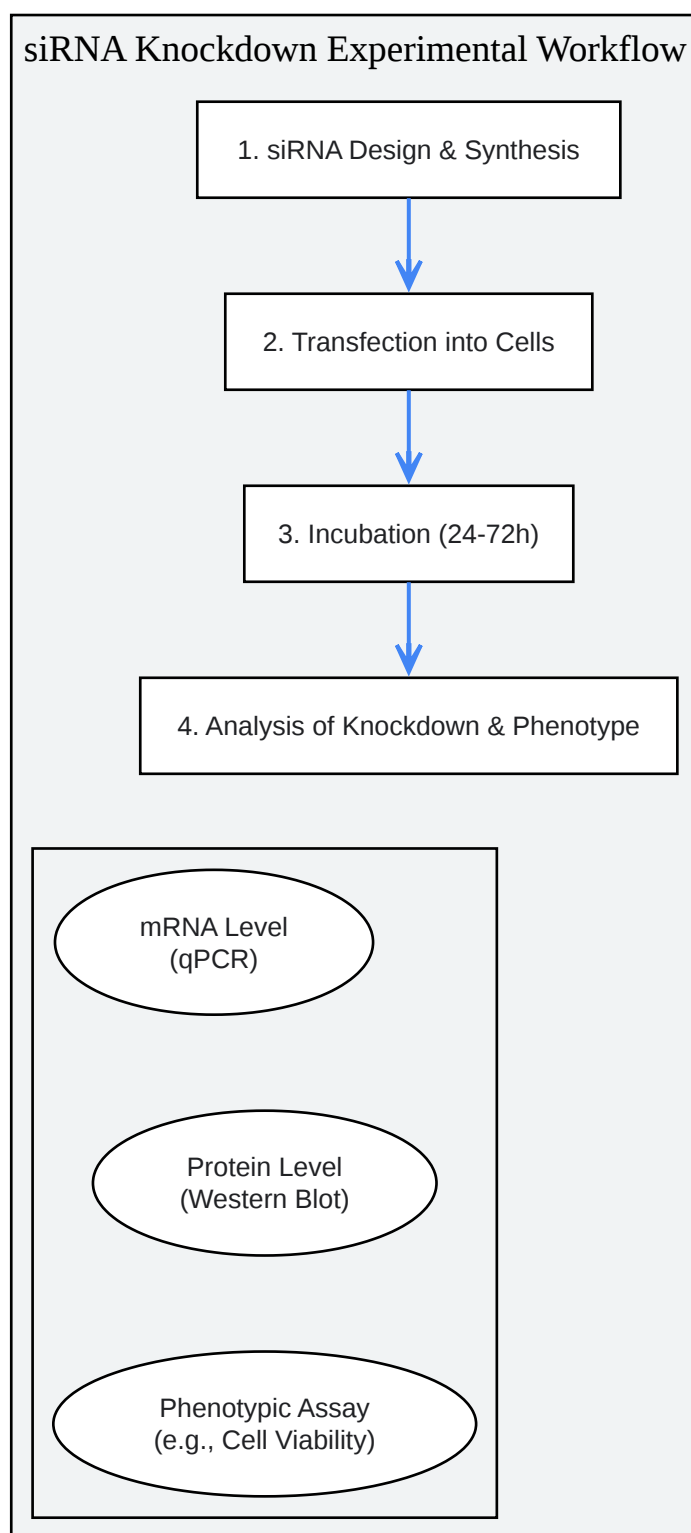 siRNA Knockdown Experimental Workflow
1. siRNA Design & Synthesis
2. Transfection into Cells
3. Incubation (24-72h)
4. Analysis of Knockdown & Phenotype
mRNA Level
(qPCR)
Protein Level
(Western Blot)
Phenotypic Assay
(e.g., Cell Viability)